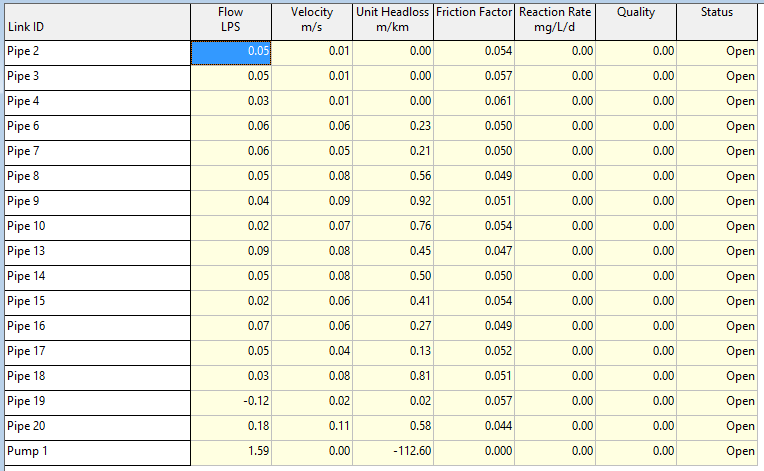 Link ID Flow LPS Velocity m/s Unit Headloss m/km Friction Factor Reaction Rate mg/L/d Quality Status
Pipe 2 0.05 0.01 0.00 0.054 0.00 0.00 Open
Pipe 3 0.05 0.01 0.00 0.057 0.00 0.00 Open
Pipe 4 0.03 0.01 0.00 0.061 0.00 0.00 Open
Pipe 6 0.06 0.06 0.23 0.050 0.00 0.00 Open
Pipe 7 0.06 0.05 0.21 0.050 0.00 0.00 Open
Pipe 8 0.05 0.08 0.56 0.049 0.00 0.00 Open
Pipe 9 0.04 0.09 0.92 0.051 0.00 0.00 Open
Pipe 10 0.02 0.07 0.76 0.054 0.00 0.00 Open
Pipe 13 0.09 0.08 0.45 0.047 0.00 0.00 Open
Pipe 14 0.05 0.08 0.50 0.050 0.00 0.00 Open
Pipe 15 0.02 0.06 0.41 0.054 0.00 0.00 Open
Pipe 16 0.07 0.06 0.27 0.049 0.00 0.00 Open
Pipe 17 0.05 0.04 0.13 0.052 0.00 0.00 Open
Pipe 18 0.03 0.08 0.81 0.051 0.00 0.00 Open
Pipe 19 -0.12 0.02 0.02 0.057 0.00 0.00 Open
Pipe 20 0.18 0.11 0.58 0.044 0.00 0.00 Open
Pump 1 1.59 0.00 -112.60 0.000 0.00 0.00 Open